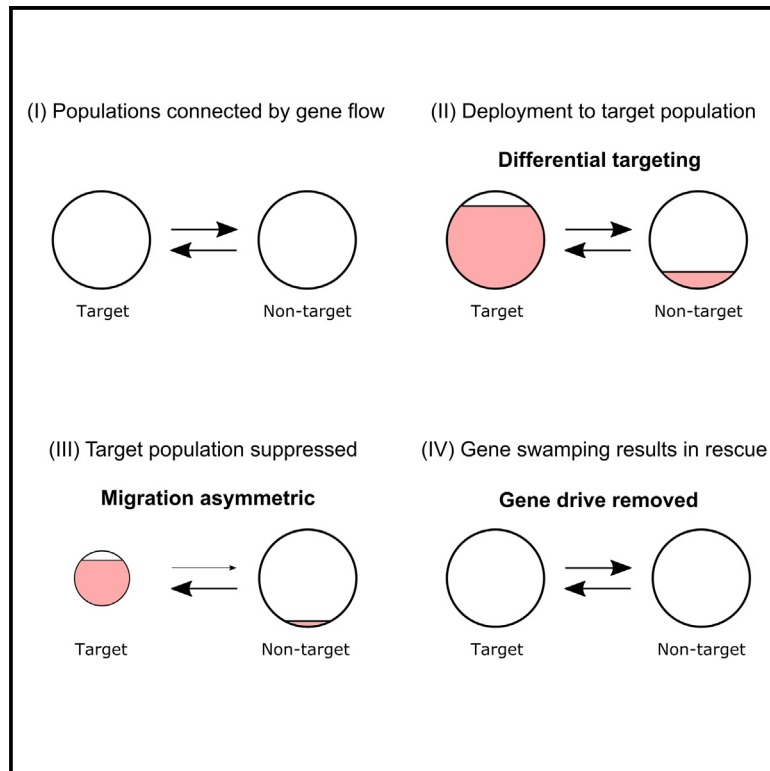 (I) Populations connected by gene flow
Target
Non-target
(II) Deployment to target population
Differential targeting
Target
Non-target
(III) Target population suppressed
Migration asymmetric
Target
Non-target
(IV) Gene swamping results in rescue
Gene drive removed
Target
Non-target